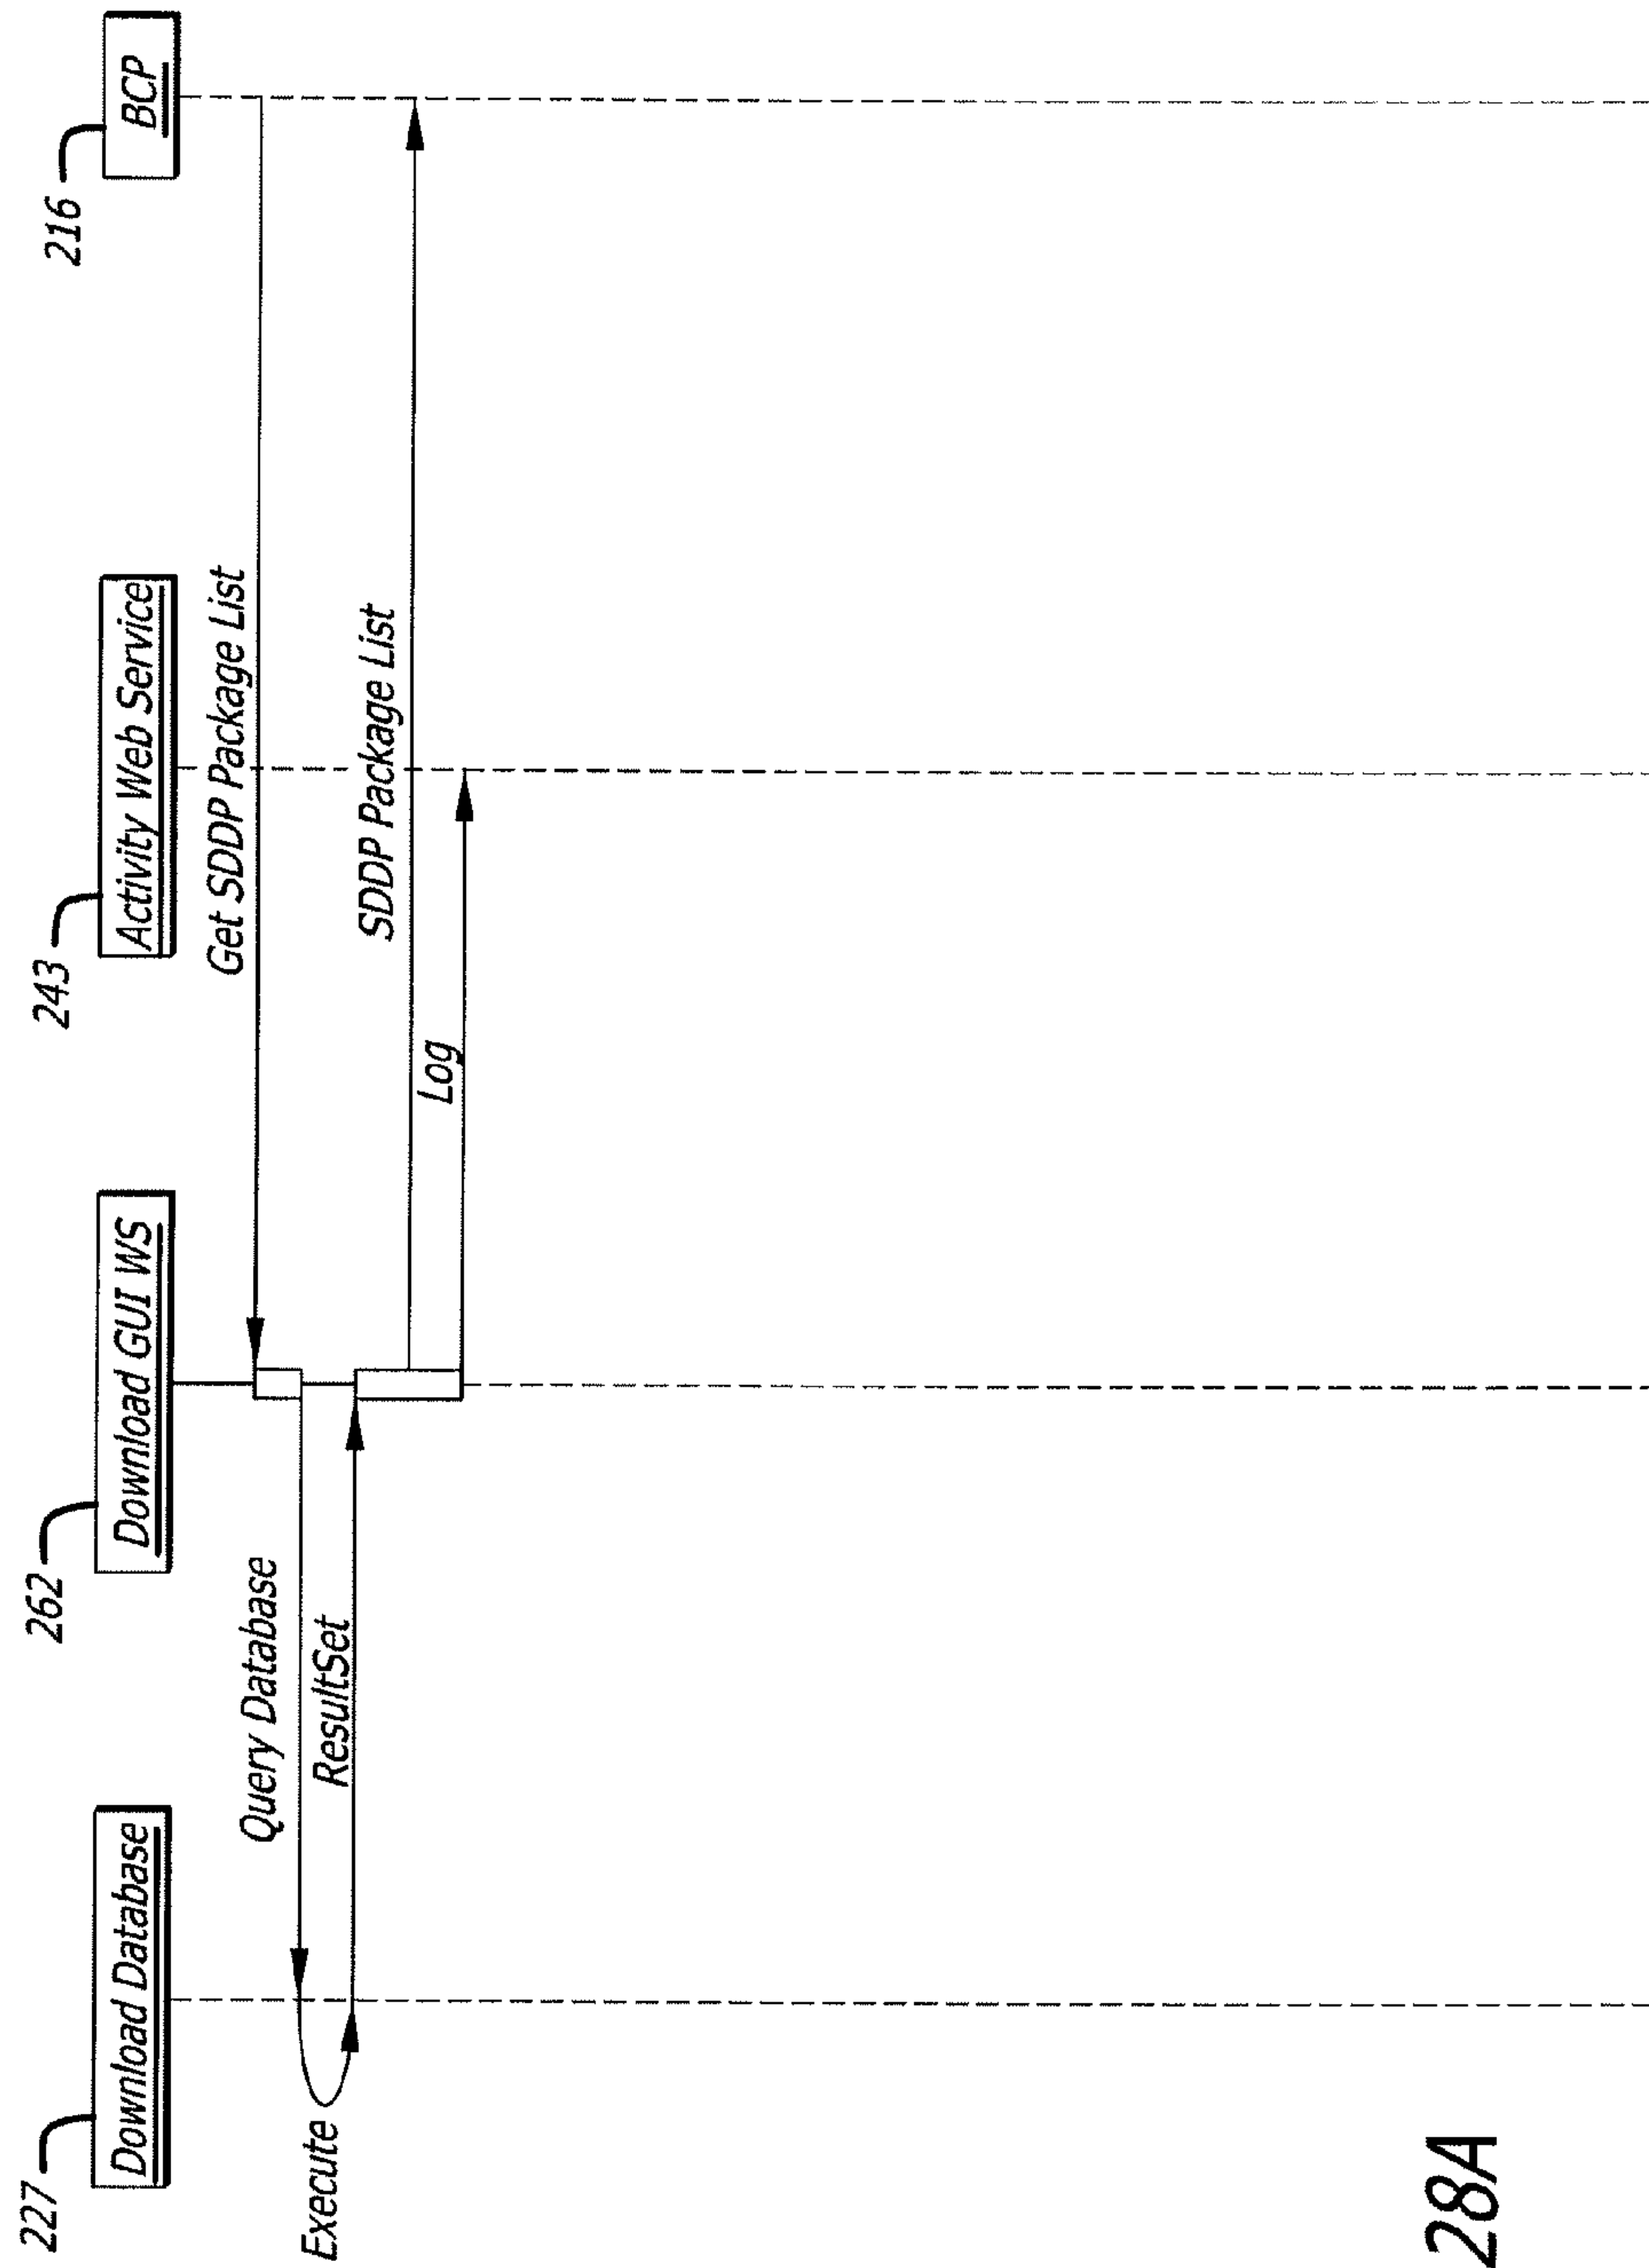 227
262
243
216
Download Database
Download GUI WS
Activity Web Service
BCP
Get SDDP Package List
Query Database
Execute
ResultSet
SDDP Package List
Log
28A